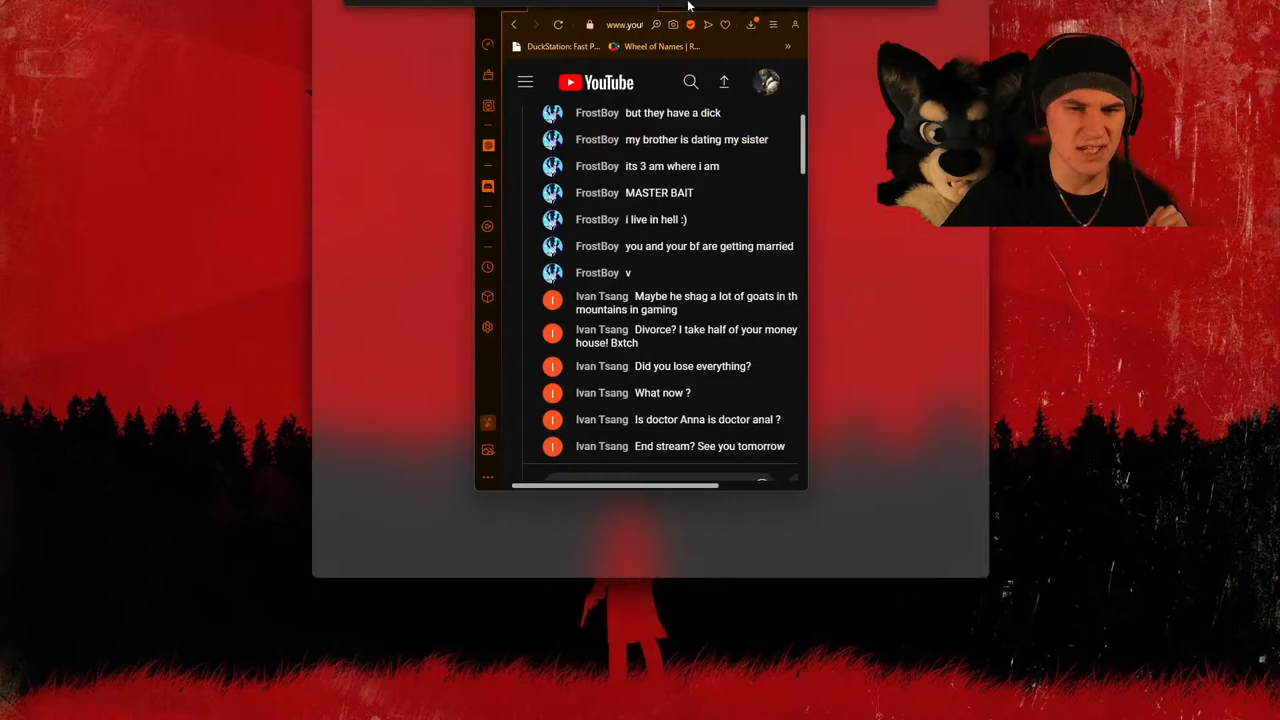 www.you
DuckStation: Fast P...
Wheel of Names | R...
»
YouTube
FrostBoy but they have a dick
FrostBoy my brother is dating my sister
FrostBoy its 3 am where i am
FrostBoy MASTER BAIT
FrostBoy i live in hell :)
FrostBoy you and your bf are getting married
FrostBoy v
I Ivan Tsang Maybe he shag a lot of goats in th
mountains in gaming
I Ivan Tsang Divorce? I take half of your money
house! Bxtch
I Ivan Tsang Did you lose everything?
I Ivan Tsang What now ?
I Ivan Tsang Is doctor Anna is doctor anal ?
I Ivan Tsang End stream? See you tomorrow